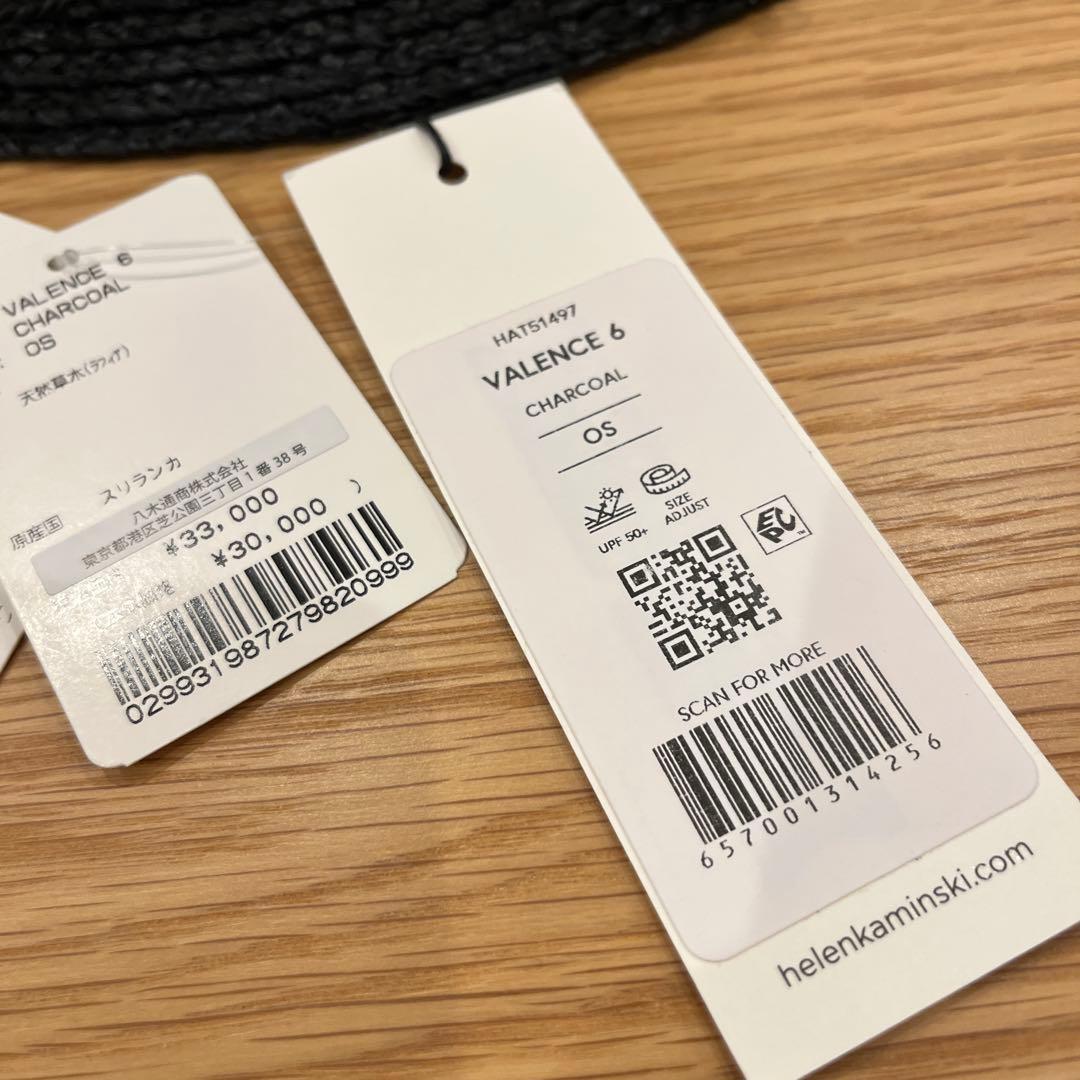 VALENCE 6
CHARCOAL
OS
天然草木(ラフィア)
原産国 スリランカ
八木通商株式会社
東京都港区芝公園三丁目1番38号
¥33,000
¥30,000 )
0299319872798209​99
HAT51497
VALENCE 6
CHARCOAL
OS
UPF 50+
SIZE
ADJUST
EPC™
SCAN FOR MORE
657001314256
helenkaminski.com